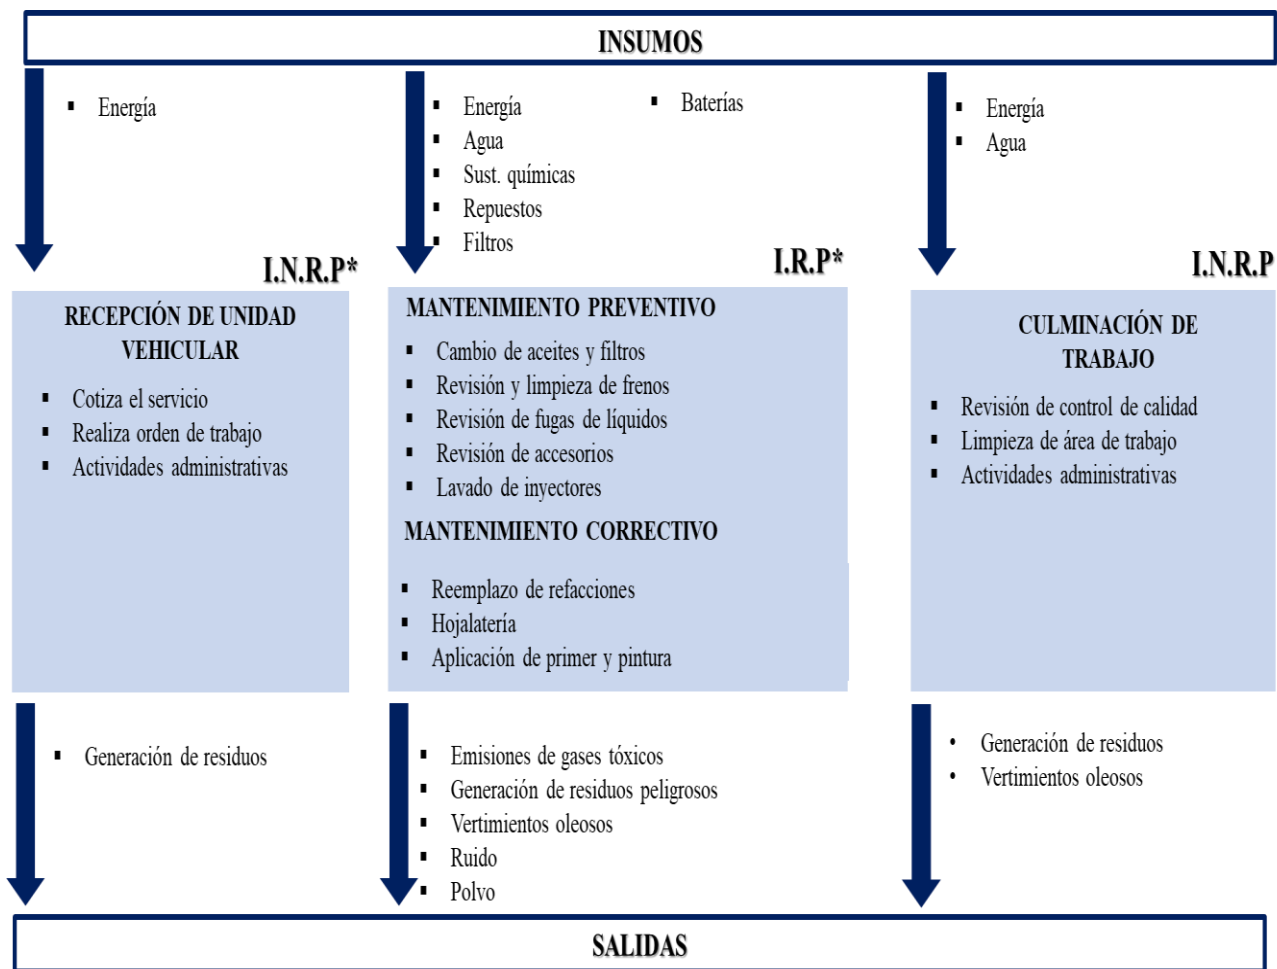 INSUMOS
Energía
Energía
Agua
Sust. químicas
Repuestos
Filtros
Baterías
Energía
Agua
I.N.R.P*
RECEPCIÓN DE UNIDAD
VEHICULAR
Cotiza el servicio
Realiza orden de trabajo
Actividades administrativas
I.R.P*
MANTENIMIENTO PREVENTIVO
Cambio de aceites y filtros
Revisión y limpieza de frenos
Revisión de fugas de líquidos
Revisión de accesorios
Lavado de inyectores
MANTENIMIENTO CORRECTIVO
Reemplazo de refacciones
Hojalatería
Aplicación de primer y pintura
I.N.R.P
CULMINACIÓN DE
TRABAJO
Revisión de control de calidad
Limpieza de área de trabajo
Actividades administrativas
Generación de residuos
Emisiones de gases tóxicos
Generación de residuos peligrosos
Vertimientos oleosos
Ruido
Polvo
Generación de residuos
Vertimientos oleosos
SALIDAS